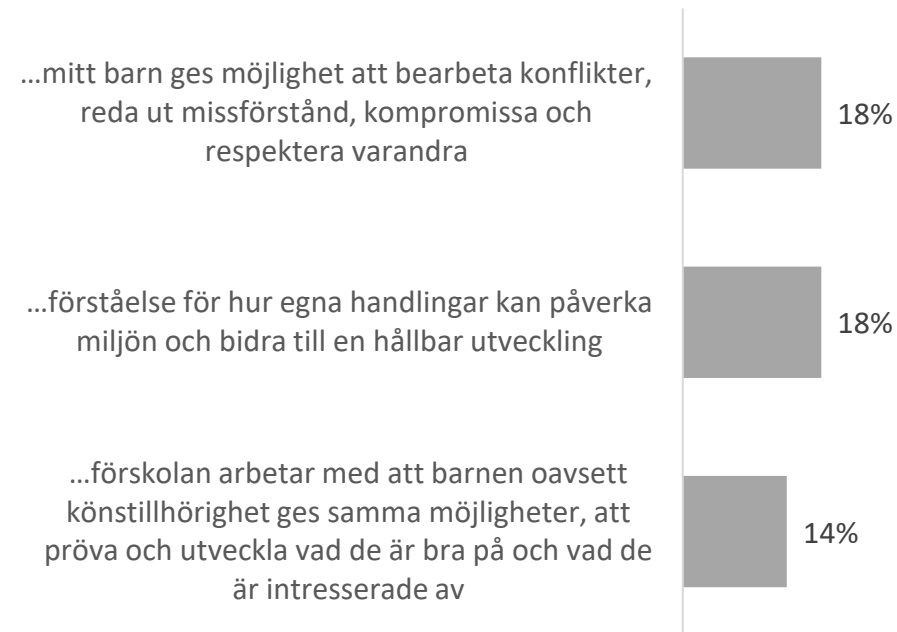 …mitt barn ges möjlighet att bearbeta konflikter,
reda ut missförstånd, kompromissa och
respektera varandra
18%
…förståelse för hur egna handlingar kan påverka
miljön och bidra till en hållbar utveckling
18%
…förskolan arbetar med att barnen oavsett
könstillhörighet ges samma möjligheter, att
pröva och utveckla vad de är bra på och vad de
är intresserade av
14%